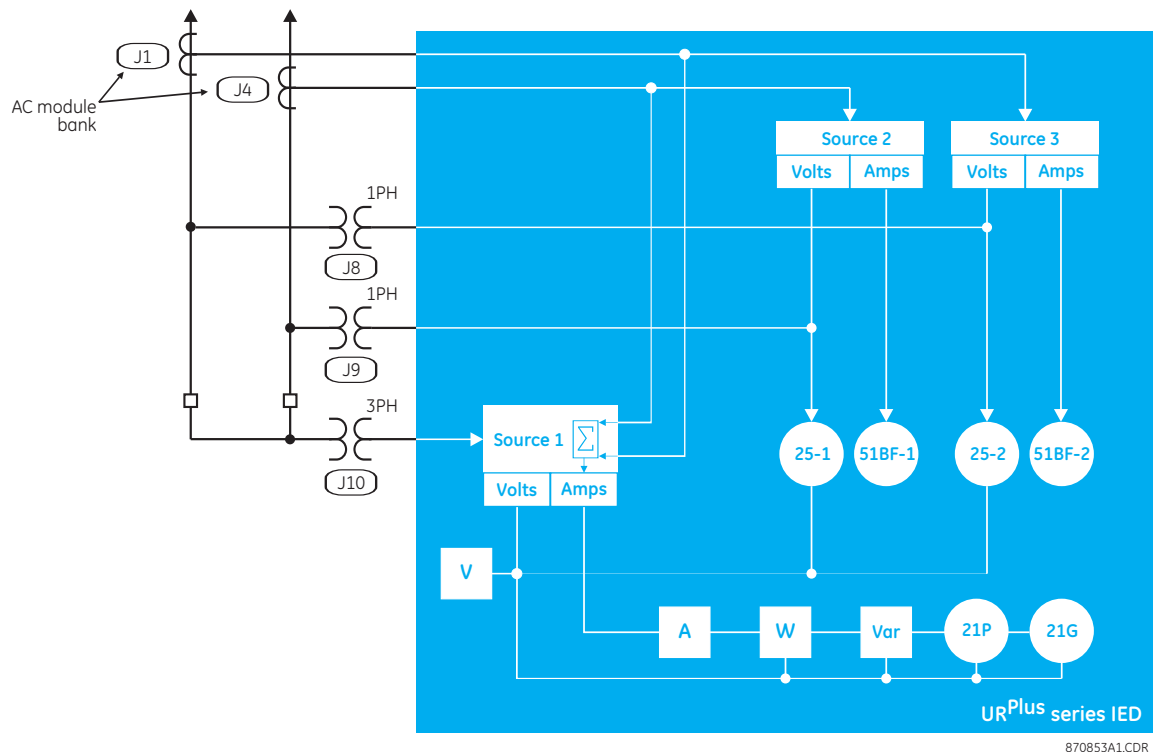 J1
J4
AC module
bank
Source 2
Source 3
Volts
Amps
Volts
Amps
1PH
J8
1PH
J9
3PH
Source 1
Σ
J10
Volts
Amps
25-1
51BF-1
25-2
51BF-2
V
A
W
Var
21P
21G
URPlus series IED
870853A1.CDR